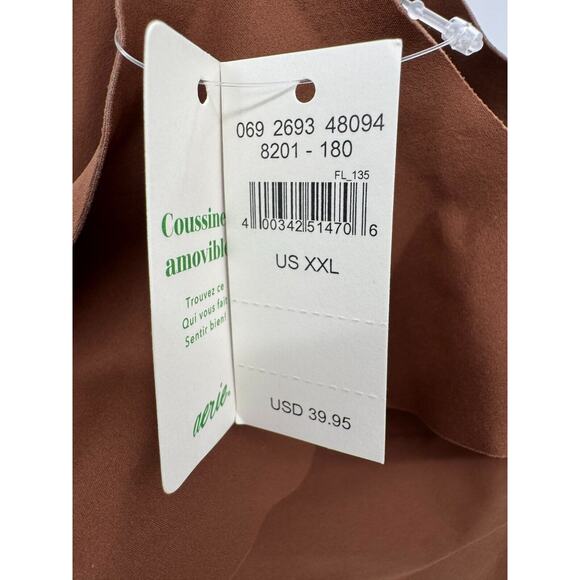 Coussine
amovible
Trouvez ce
Qui vous fait
Sentir bien!
aerie
069 2693 48094
8201 - 180
FL_135
4 00342 51470 6
US XXL
USD 39.95